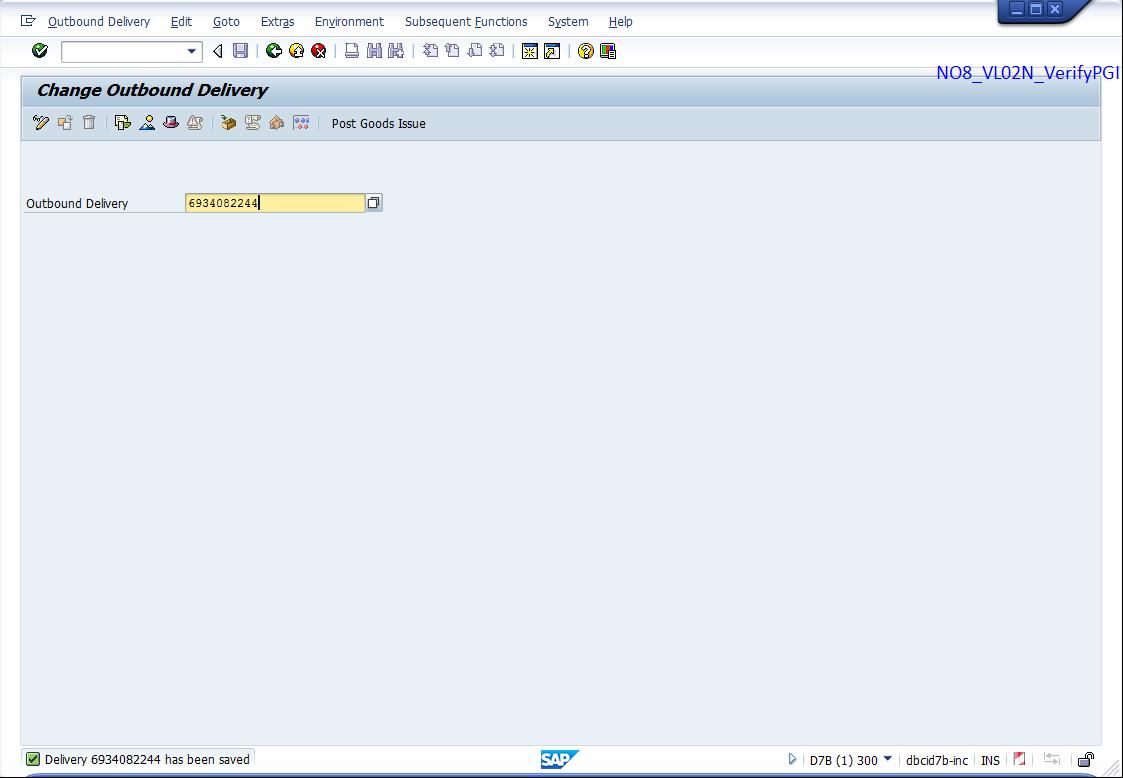 Outbound Delivery Edit Goto Extras Environment Subsequent Functions System Help
NO8_VL02N_VerifyPGI
Change Outbound Delivery
Post Goods Issue
Outbound Delivery 6934082244
Delivery 6934082244 has been saved SAP D7B (1) 300 dbcid7b-inc INS